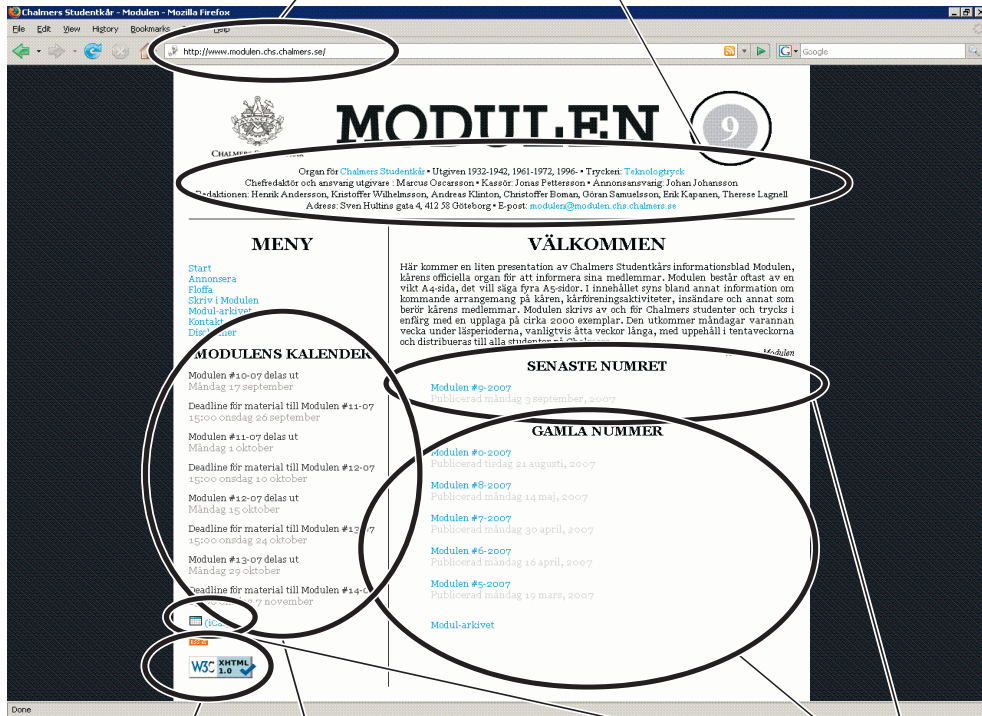 Chalmers Studentkår - Modulen - Mozilla Firefox
File Edit View History Bookmarks Help
http://www.modulen.chs.chalmers.se/
Google
AVANCEZ
MODULEN
9
Organ för Chalmers Studentkår • Utgiven 1932-1942, 1961-1972, 1996- • Tryckeri: Teknologtryck
Chefredaktör och ansvarig utgivare : Marcus Oscarsson • Kassör: Jonas Pettersson • Annonsansvarig: Johan Johansson
Redaktionen: Henrik Andersson, Kristoffer Wilhelmsson, Andreas Klinton, Christoffer Boman, Göran Samuelsson, Erik Kapanen, Therese Lagnell
Adress: Sven Hultins gata 4, 412 58 Göteborg • E-post: modulen@modulen.chs.chalmers.se
MENY
Start
Annonsera
Floffa
Skriv i Modulen
Modul-arkivet
Kontakt
Disclaimer
MODULENS KALENDER
Modulen #10-07 delas ut
Måndag 17 september
Deadline för material till Modulen #11-07
15:00 onsdag 26 september
Modulen #11-07 delas ut
Måndag 1 oktober
Deadline för material till Modulen #12-07
15:00 onsdag 10 oktober
Modulen #12-07 delas ut
Måndag 15 oktober
Deadline för material till Modulen #13-07
15:00 onsdag 24 oktober
Modulen #13-07 delas ut
Måndag 29 oktober
Deadline för material till Modulen #14-0
onsdag 7 november
W3C XHTML 1.0
VÄLKOMMEN
Här kommer en liten presentation av Chalmers Studentkårs informationsblad Modulen,
kårens officiella organ för att informera sina medlemmar. Modulen består oftast av en
vikt A4-sida, det vill säga fyra A5-sidor. I innehållet syns bland annat information om
kommande arrangemang på kåren, kårföreningsaktiviteter, insändare och annat som
berör kårens medlemmar. Modulen skrivs av och för Chalmers studenter och trycks i
enfärg med en upplaga på cirka 2000 exemplar. Den utkommer måndagar varannan
vecka under läsperioderna, vanligtvis åtta veckor långa, med uppehåll i tentaveckorna
och distribueras till alla studenter på Chalmers
Modulen
SENASTE NUMRET
Modulen #9-2007
Publicerad måndag 3 september, 2007
GAMLA NUMMER
Modulen #0-2007
Publicerad tisdag 21 augusti, 2007
Modulen #8-2007
Publicerad måndag 14 maj, 2007
Modulen #7-2007
Publicerad måndag 30 april, 2007
Modulen #6-2007
Publicerad måndag 16 april, 2007
Modulen #5-2007
Publicerad måndag 19 mars, 2007
Modul-arkivet
Done